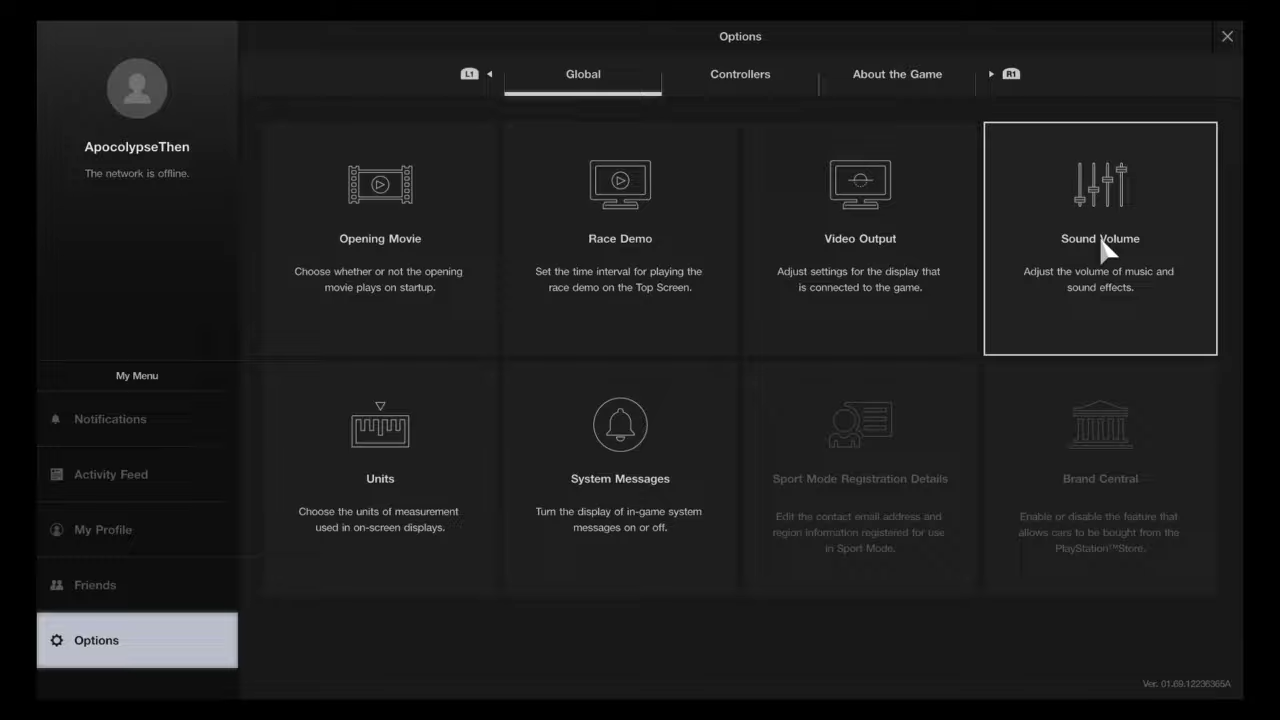 Options
L1
Global
Controllers
About the Game
R1
ApocolypseThen
The network is offline.
My Menu
Notifications
Activity Feed
My Profile
Friends
Options
Opening Movie
Choose whether or not the opening
movie plays on startup.
Race Demo
Set the time interval for playing the
race demo on the Top Screen.
Video Output
Adjust settings for the display that
is connected to the game.
Sound Volume
Adjust the volume of music and
sound effects.
Units
Choose the units of measurement
used in on-screen displays.
System Messages
Turn the display of in-game system
messages on or off.
Sport Mode Registration Details
Edit the contact email address and
region information registered for use
in Sport Mode.
Brand Central
Enable or disable the feature that
allows cars to be bought from the
PlayStation™Store.
Ver. 01.69.12236365A